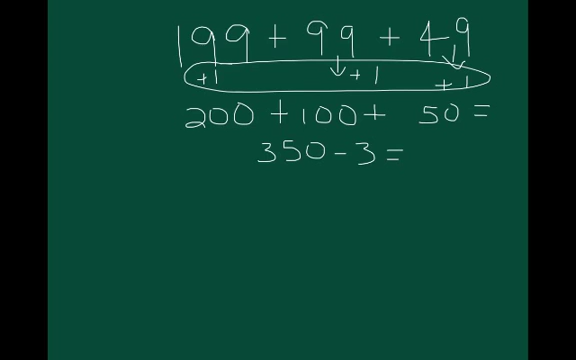 199 + 99 + 49
+1 ↓ +1 +1
200 + 100 + 50 =
350 - 3 =